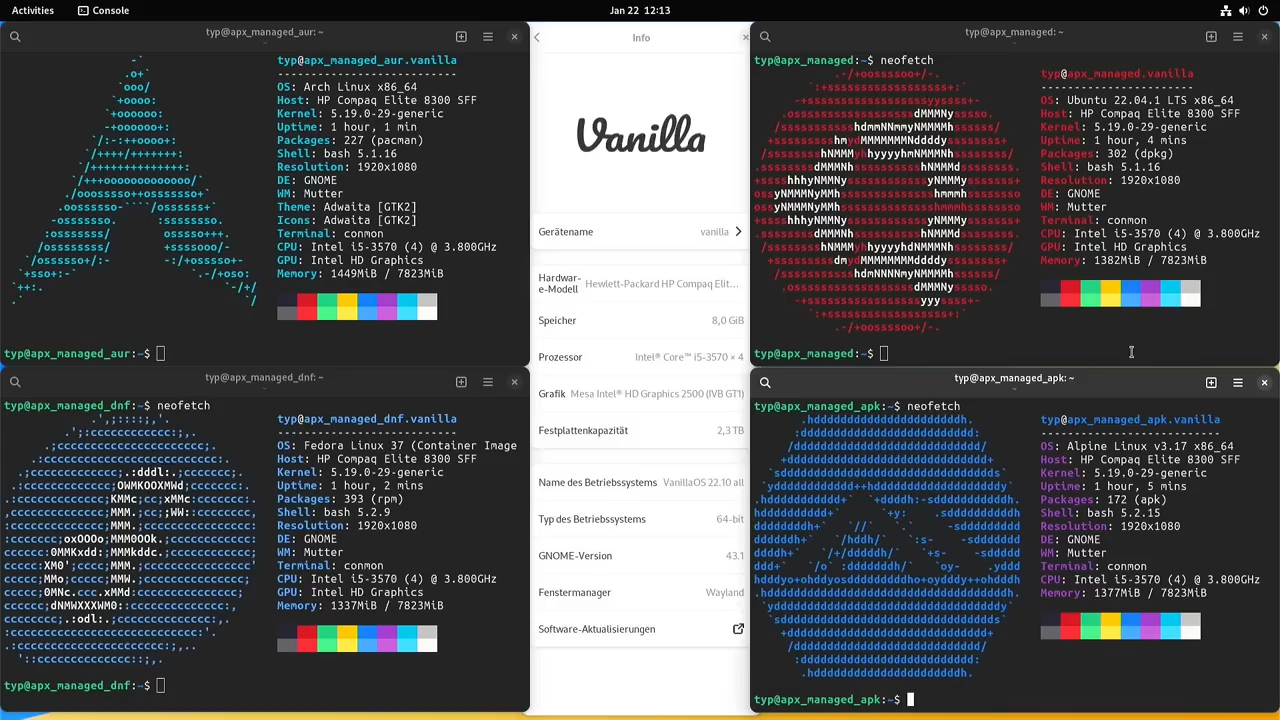 Activities
Console
Jan 22 12:13
typ@apx_managed_aur: ~
typ@apx_managed_aur.vanilla
---------------------------
OS: Arch Linux x86_64
Host: HP Compaq Elite 8300 SFF
Kernel: 5.19.0-29-generic
Uptime: 1 hour, 1 min
Packages: 227 (pacman)
Shell: bash 5.1.16
Resolution: 1920x1080
DE: GNOME
WM: Mutter
Theme: Adwaita [GTK2]
Icons: Adwaita [GTK2]
Terminal: conmon
CPU: Intel i5-3570 (4) @ 3.800GHz
GPU: Intel HD Graphics
Memory: 1449MiB / 7823MiB
typ@apx_managed_aur:~$
Info
Vanilla
Gerätename
vanilla
Hardwar-
e-Modell
Hewlett-Packard HP Compaq Elit...
Speicher
8,0 GiB
Prozessor
Intel® Core™ i5-3570 × 4
Grafik
Mesa Intel® HD Graphics 2500 (IVB GT1)
Festplattenkapazität
2,3 TB
Name des Betriebssystems
VanillaOS 22.10 all
Typ des Betriebssystems
64-bit
GNOME-Version
43.1
Fenstermanager
Wayland
Software-Aktualisierungen
typ@apx_managed: ~
typ@apx_managed:~$ neofetch
typ@apx_managed.vanilla
-----------------------
OS: Ubuntu 22.04.1 LTS x86_64
Host: HP Compaq Elite 8300 SFF
Kernel: 5.19.0-29-generic
Uptime: 1 hour, 4 mins
Packages: 302 (dpkg)
Shell: bash 5.1.16
Resolution: 1920x1080
DE: GNOME
WM: Mutter
Terminal: conmon
CPU: Intel i5-3570 (4) @ 3.800GHz
GPU: Intel HD Graphics
Memory: 1382MiB / 7823MiB
typ@apx_managed:~$
typ@apx_managed_dnf: ~
typ@apx_managed_dnf:~$ neofetch
typ@apx_managed_dnf.vanilla
---------------------------
OS: Fedora Linux 37 (Container Image
Host: HP Compaq Elite 8300 SFF
Kernel: 5.19.0-29-generic
Uptime: 1 hour, 2 mins
Packages: 393 (rpm)
Shell: bash 5.2.9
Resolution: 1920x1080
DE: GNOME
WM: Mutter
Terminal: conmon
CPU: Intel i5-3570 (4) @ 3.800GHz
GPU: Intel HD Graphics
Memory: 1337MiB / 7823MiB
typ@apx_managed_dnf:~$
typ@apx_managed_apk: ~
typ@apx_managed_apk:~$ neofetch
typ@apx_managed_apk.vanilla
---------------------------
OS: Alpine Linux v3.17 x86_64
Host: HP Compaq Elite 8300 SFF
Kernel: 5.19.0-29-generic
Uptime: 1 hour, 5 mins
Packages: 172 (apk)
Shell: bash 5.2.15
Resolution: 1920x1080
DE: GNOME
WM: Mutter
Terminal: conmon
CPU: Intel i5-3570 (4) @ 3.800GHz
Memory: 1377MiB / 7823MiB
typ@apx_managed_apk:~$